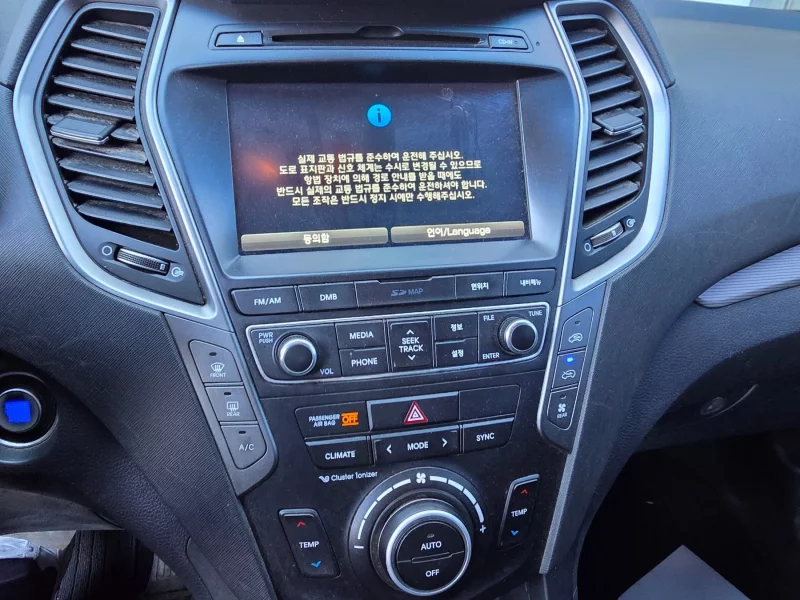 CD-IN
i
실제 교통 법규를 준수하여 운전해 주십시오.
도로 표지판과 신호 체계는 수시로 변경될 수 있으므로
항법 장치에 의해 경로 안내를 받을 때에도
반드시 실제의 교통 법규를 준수하여 운전하셔야 합니다.
모든 조작은 반드시 정지 시에만 수행해주십시오.
동의함 언어/Language
FM/AM DMB SD MAP 현위치 내비메뉴
PWR PUSH VOL MEDIA PHONE SEEK TRACK 정보 설정 FILE ENTER TUNE
FRONT
REAR
A/C
REAR
PASSENGER AIR BAG OFF
CLIMATE MODE SYNC
Cluster Ionizer
TEMP AUTO OFF TEMP